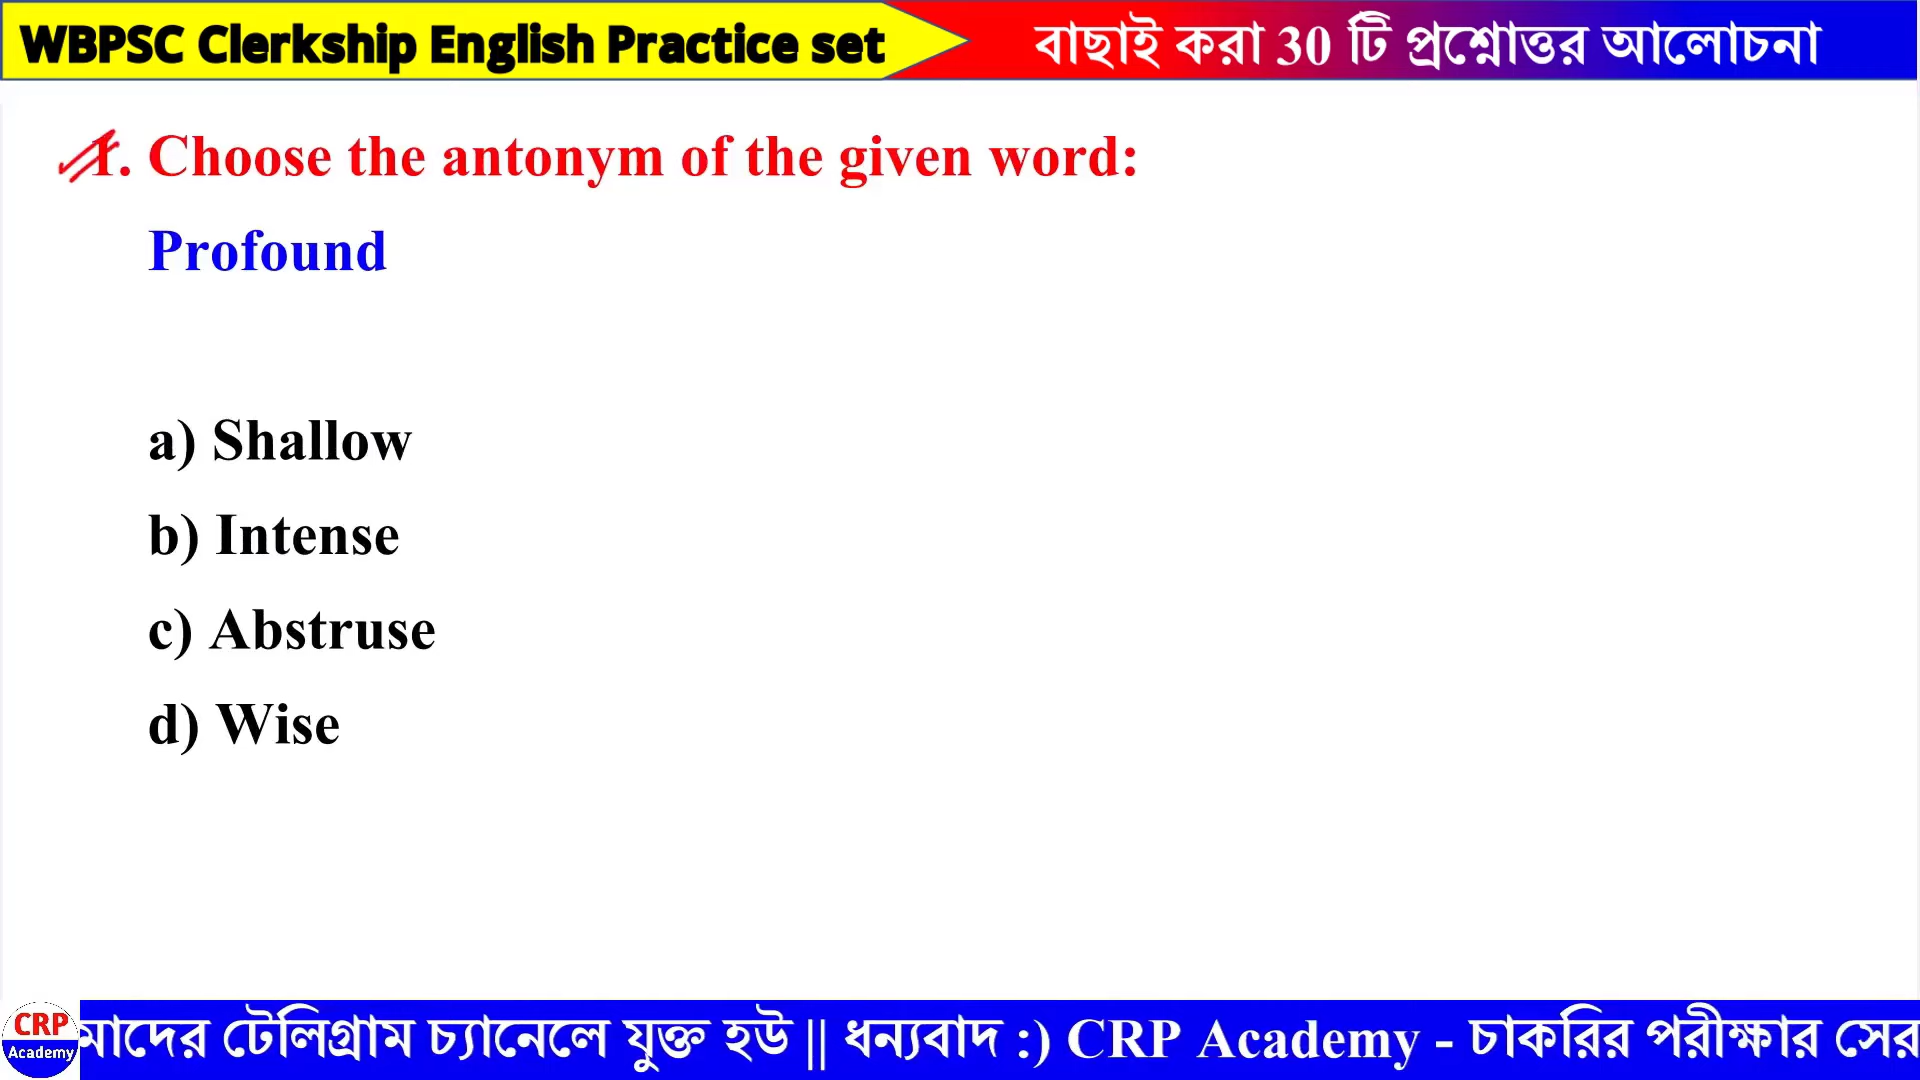 WBPSC Clerkship English Practice set
বাছাই করা 30 টি প্রশ্নোত্তর আলোচনা
1. Choose the antonym of the given word:
Profound
a) Shallow
b) Intense
c) Abstruse
d) Wise
CRP
Academy
টেলিগ্রাম চ্যানেলে যুক্ত হউ || ধন্যবাদ :) CRP Academy - চাকরির পরীক্ষার